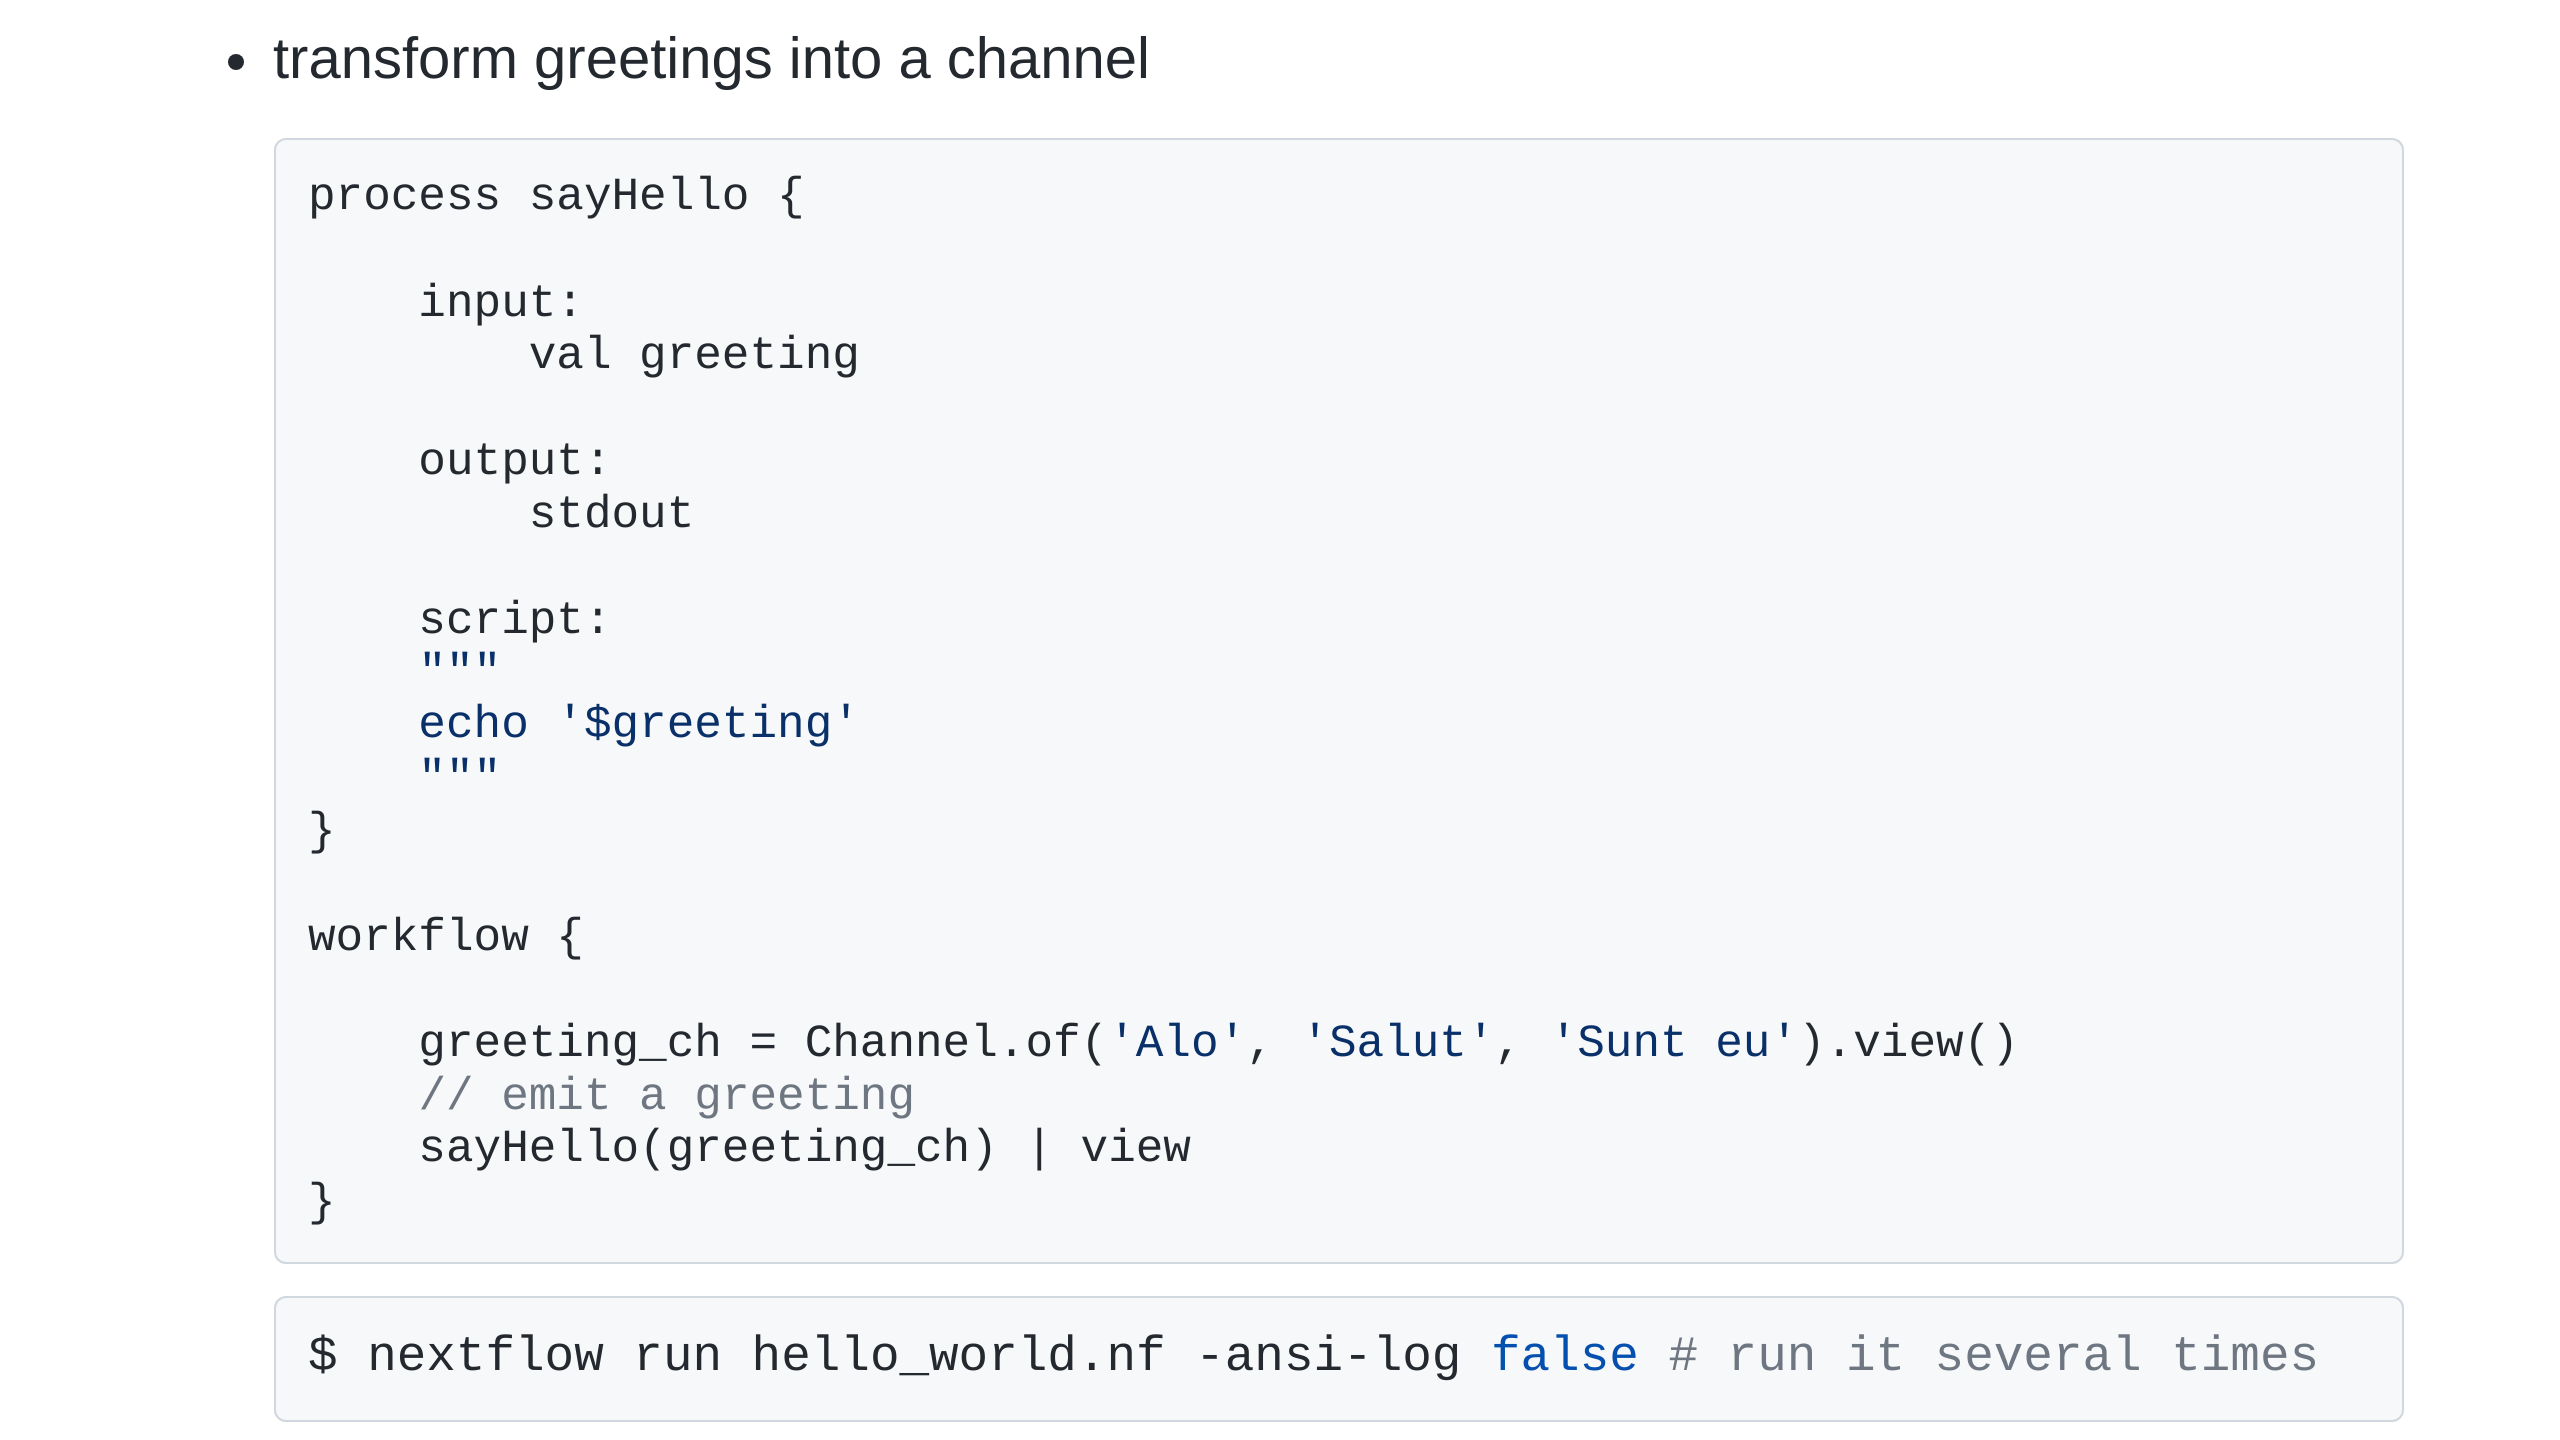 • transform greetings into a channel
process sayHello {
    input:
        val greeting
    output:
        stdout
    script:
    """
    echo '$greeting'
    """
}
workflow {
    greeting_ch = Channel.of('Alo', 'Salut', 'Sunt eu').view()
    // emit a greeting
    sayHello(greeting_ch) | view
}
$ nextflow run hello_world.nf -ansi-log false # run it several times